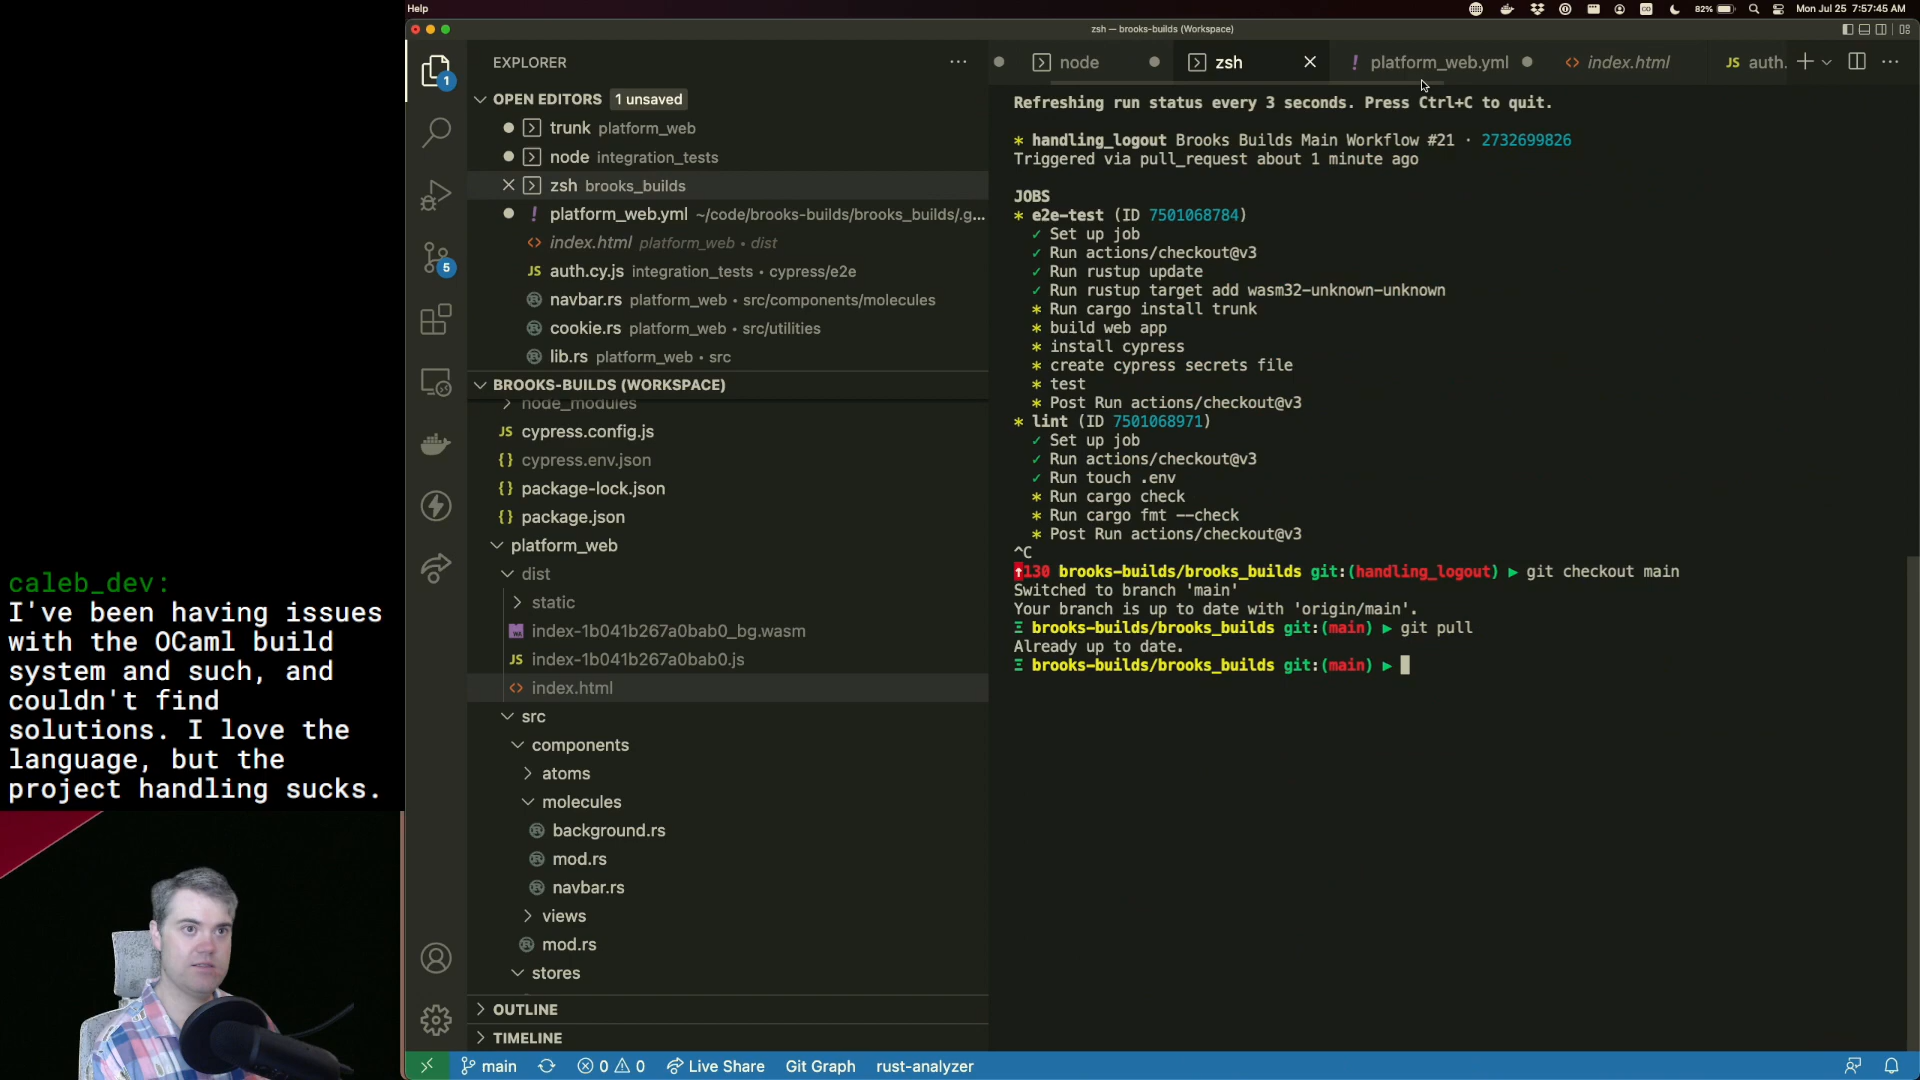 Help
82%
Mon Jul 25 7:57:45 AM
zsh — brooks-builds (Workspace)
EXPLORER
node
zsh
platform_web.yml
index.html
JS auth.
OPEN EDITORS 1 unsaved
trunk platform_web
node integration_tests
zsh brooks_builds
! platform_web.yml ~/code/brooks-builds/brooks_builds/.g...
index.html platform_web • dist
JS auth.cy.js integration_tests • cypress/e2e
navbar.rs platform_web • src/components/molecules
cookie.rs platform_web • src/utilities
lib.rs platform_web • src
BROOKS-BUILDS (WORKSPACE)
node_modules
JS cypress.config.js
{} cypress.env.json
{} package-lock.json
{} package.json
platform_web
dist
static
index-1b041b267a0bab0_bg.wasm
JS index-1b041b267a0bab0.js
index.html
src
components
atoms
molecules
background.rs
mod.rs
navbar.rs
views
mod.rs
stores
OUTLINE
TIMELINE
1
5
Refreshing run status every 3 seconds. Press Ctrl+C to quit.
* handling_logout Brooks Builds Main Workflow #21 · 2732699826
Triggered via pull_request about 1 minute ago
JOBS
* e2e-test (ID 7501068784)
✓ Set up job
✓ Run actions/checkout@v3
✓ Run rustup update
✓ Run rustup target add wasm32-unknown-unknown
* Run cargo install trunk
* build web app
* install cypress
* create cypress secrets file
* test
* Post Run actions/checkout@v3
* lint (ID 7501068971)
✓ Set up job
✓ Run actions/checkout@v3
✓ Run touch .env
* Run cargo check
* Run cargo fmt --check
* Post Run actions/checkout@v3
^C
↑130 brooks-builds/brooks_builds git:(handling_logout) ▶ git checkout main
Switched to branch 'main'
Your branch is up to date with 'origin/main'.
Ξ brooks-builds/brooks_builds git:(main) ▶ git pull
Already up to date.
Ξ brooks-builds/brooks_builds git:(main) ▶
caleb_dev:
I've been having issues
with the OCaml build
system and such, and
couldn't find
solutions. I love the
language, but the
project handling sucks.
main
0
0
Live Share
Git Graph
rust-analyzer